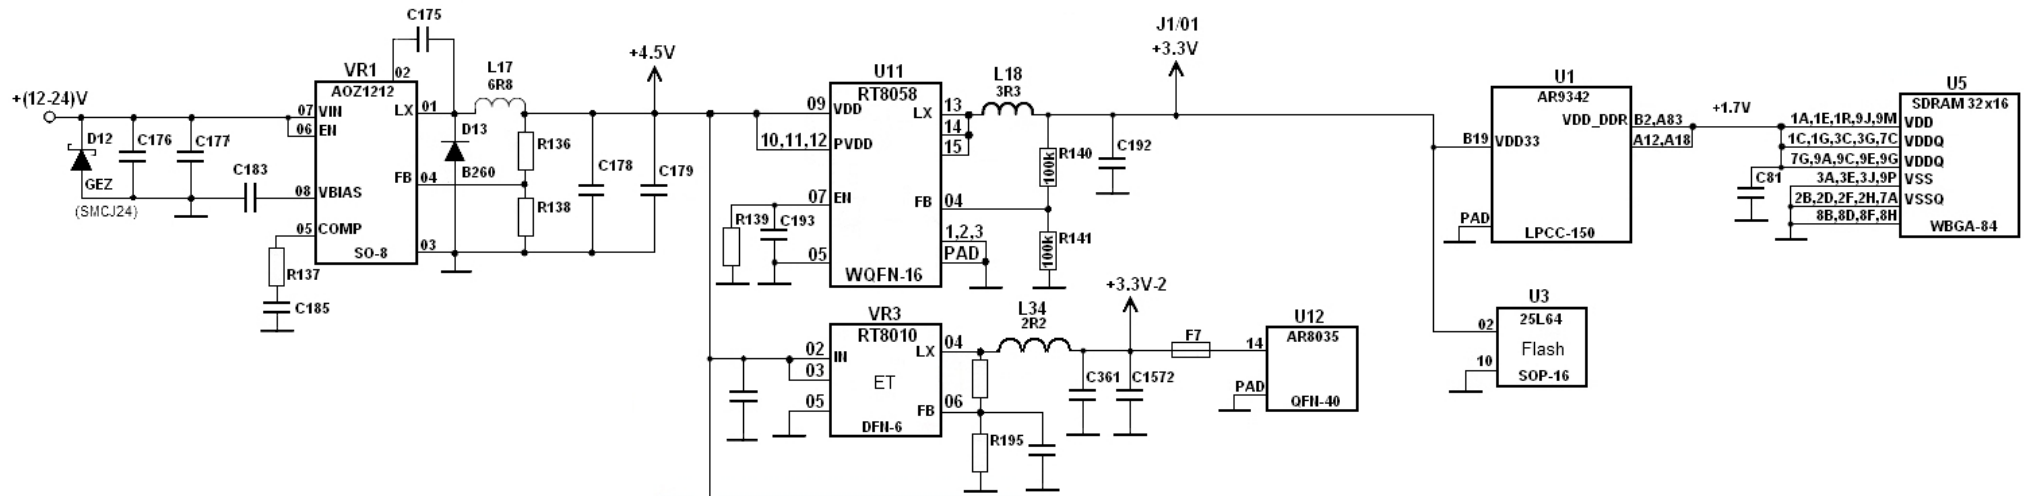 +(12-24)V
D12
GEZ
(SMCJ24)
C176
C177
C183
C175
VR1
AOZ1212
02
07 VIN
06 EN
LX 01
FB 04
08 VBIAS
05 COMP
03
SO-8
R137
C185
L17
6R8
D13
B260
R136
R138
C178
C179
+4.5V
U11
RT8058
09 VDD
10,11,12 PVDD
07 EN
05
LX 13
14
15
FB 04
1,2,3
PAD
WQFN-16
R139
C193
L18
3R3
R140
100k
R141
100k
C192
J1/01
+3.3V
VR3
RT8010
02 IN
03
05
ET
LX 04
FB 06
DFN-6
R195
L34
2R2
+3.3V-2
C361
C1572
F7
U12
14
AR8035
PAD
QFN-40
U1
AR9342
B19 VDD33
VDD_DDR B2,A83
A12,A18
PAD
LPCC-150
U3
02
25L64
Flash
10
SOP-16
+1.7V
C81
U5
SDRAM 32x16
1A,1E,1R,9J,9M VDD
1C,1G,3C,3G,7C VDDQ
7G,9A,9C,9E,9G VDDQ
3A,3E,3J,9P VSS
2B,2D,2F,2H,7A VSSQ
8B,8D,8F,8H
WBGA-84